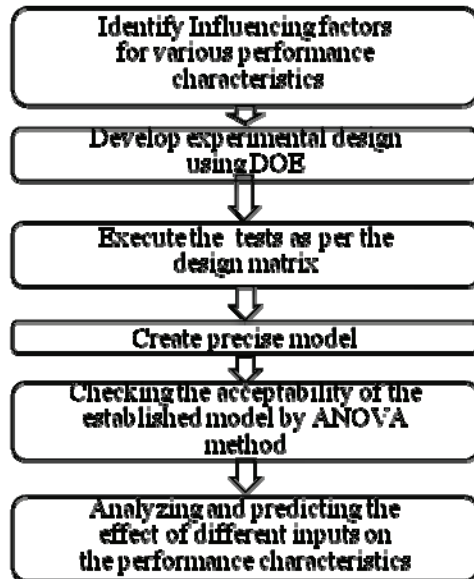 Identify Influencing factors
for various performance
characteristics
Develop experimental design
using DOE
Execute the tests as per the
design matrix
Create precise model
Checking the acceptability of the
established model by ANOVA
method
Analyzing and predicting the
effect of different inputs on
the performance characteristics